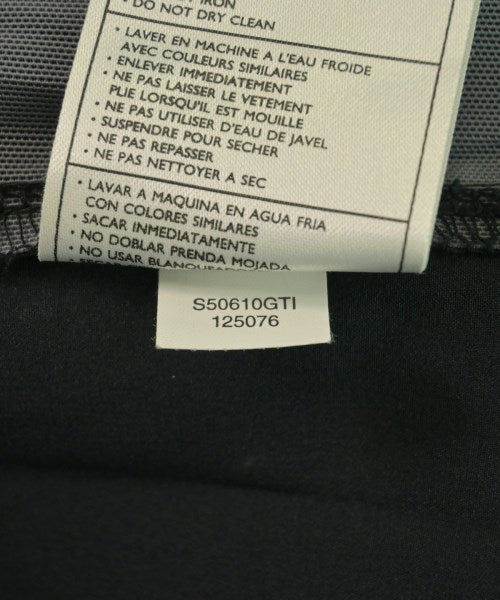 IRON
• DO NOT DRY CLEAN
• LAVER EN MACHINE A L'EAU FROIDE
AVEC COULEURS SIMILAIRES
• ENLEVER IMMEDIATEMENT
• NE PAS LAISSER LE VETEMENT
PLIE LORSQU'IL EST MOUILLE
• NE PAS UTILISER D'EAU DE JAVEL
• SUSPENDRE POUR SECHER
• NE PAS REPASSER
• NE PAS NETTOYER A SEC
• LAVAR A MAQUINA EN AGUA FRIA
CON COLORES SIMILARES
• SACAR INMEDIATAMENTE
• NO DOBLAR PRENDA MOJADA
• NO USAR BLANQUEADOR
S50610GTI
125076